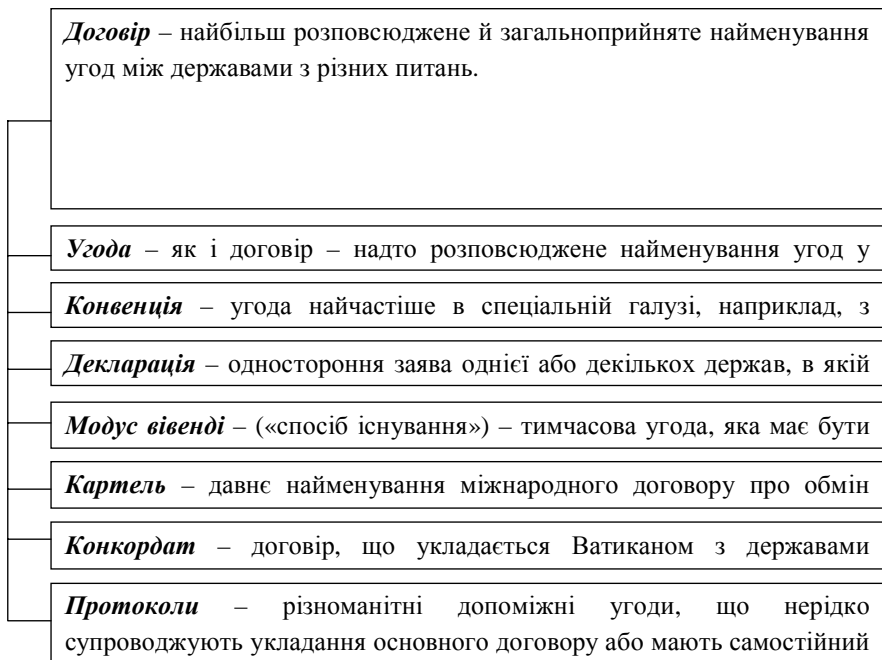 Договір – найбільш розповсюджене й загальноприйняте найменування
угод між державами з різних питань.
Угода – як і договір – надто розповсюджене найменування угод у
Конвенція – угода найчастіше в спеціальній галузі, наприклад, з
Декларація – одностороння заява однієї або декількох держав, в якій
Модус вівенді – («спосіб існування») – тимчасова угода, яка має бути
Картель – давнє найменування міжнародного договору про обмін
Конкордат – договір, що укладається Ватиканом з державами
Протоколи – різноманітні допоміжні угоди, що нерідко
супроводжують укладання основного договору або мають самостійний